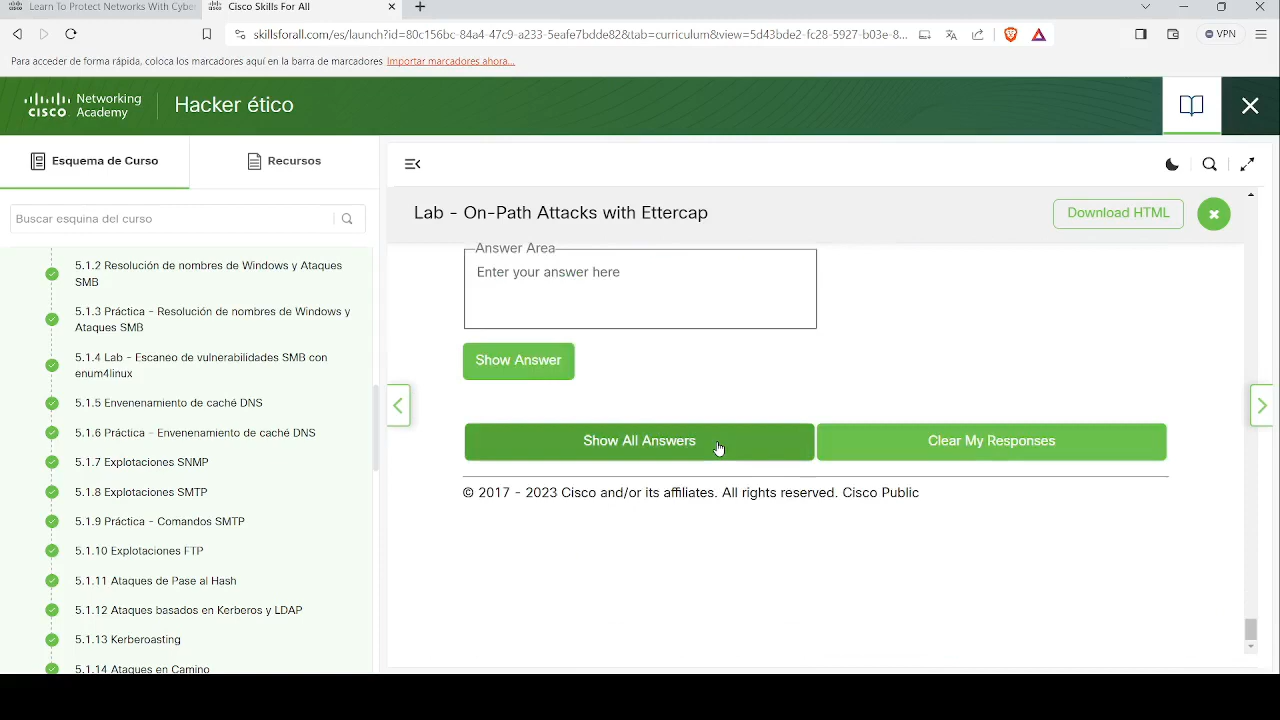 Learn To Protect Networks With Cybe
Cisco Skills For All
skillsforall.com/es/launch?id=80c156bc-84a4-47c9-a233-5eafe7bdde82&tab=curriculum&view=5d43bde2-fc28-5927-b03e-8...
VPN
Para acceder de forma rápida, coloca los marcadores aquí en la barra de marcadores Importar marcadores ahora...
cisco Networking Academy
Hacker ético
Esquema de Curso
Recursos
Buscar esquina del curso
5.1.2 Resolución de nombres de Windows y Ataques
SMB
5.1.3 Práctica - Resolución de nombres de Windows y
Ataques SMB
5.1.4 Lab - Escaneo de vulnerabilidades SMB con
enum4linux
5.1.5 Envenenamiento de caché DNS
5.1.6 Práctica - Envenenamiento de caché DNS
5.1.7 Explotaciones SNMP
5.1.8 Explotaciones SMTP
5.1.9 Práctica - Comandos SMTP
5.1.10 Explotaciones FTP
5.1.11 Ataques de Pase al Hash
5.1.12 Ataques basados en Kerberos y LDAP
5.1.13 Kerberoasting
5.1.14 Ataques en Camino
Lab - On-Path Attacks with Ettercap
Download HTML
Answer Area
Enter your answer here
Show Answer
Show All Answers
Clear My Responses
© 2017 - 2023 Cisco and/or its affiliates. All rights reserved. Cisco Public